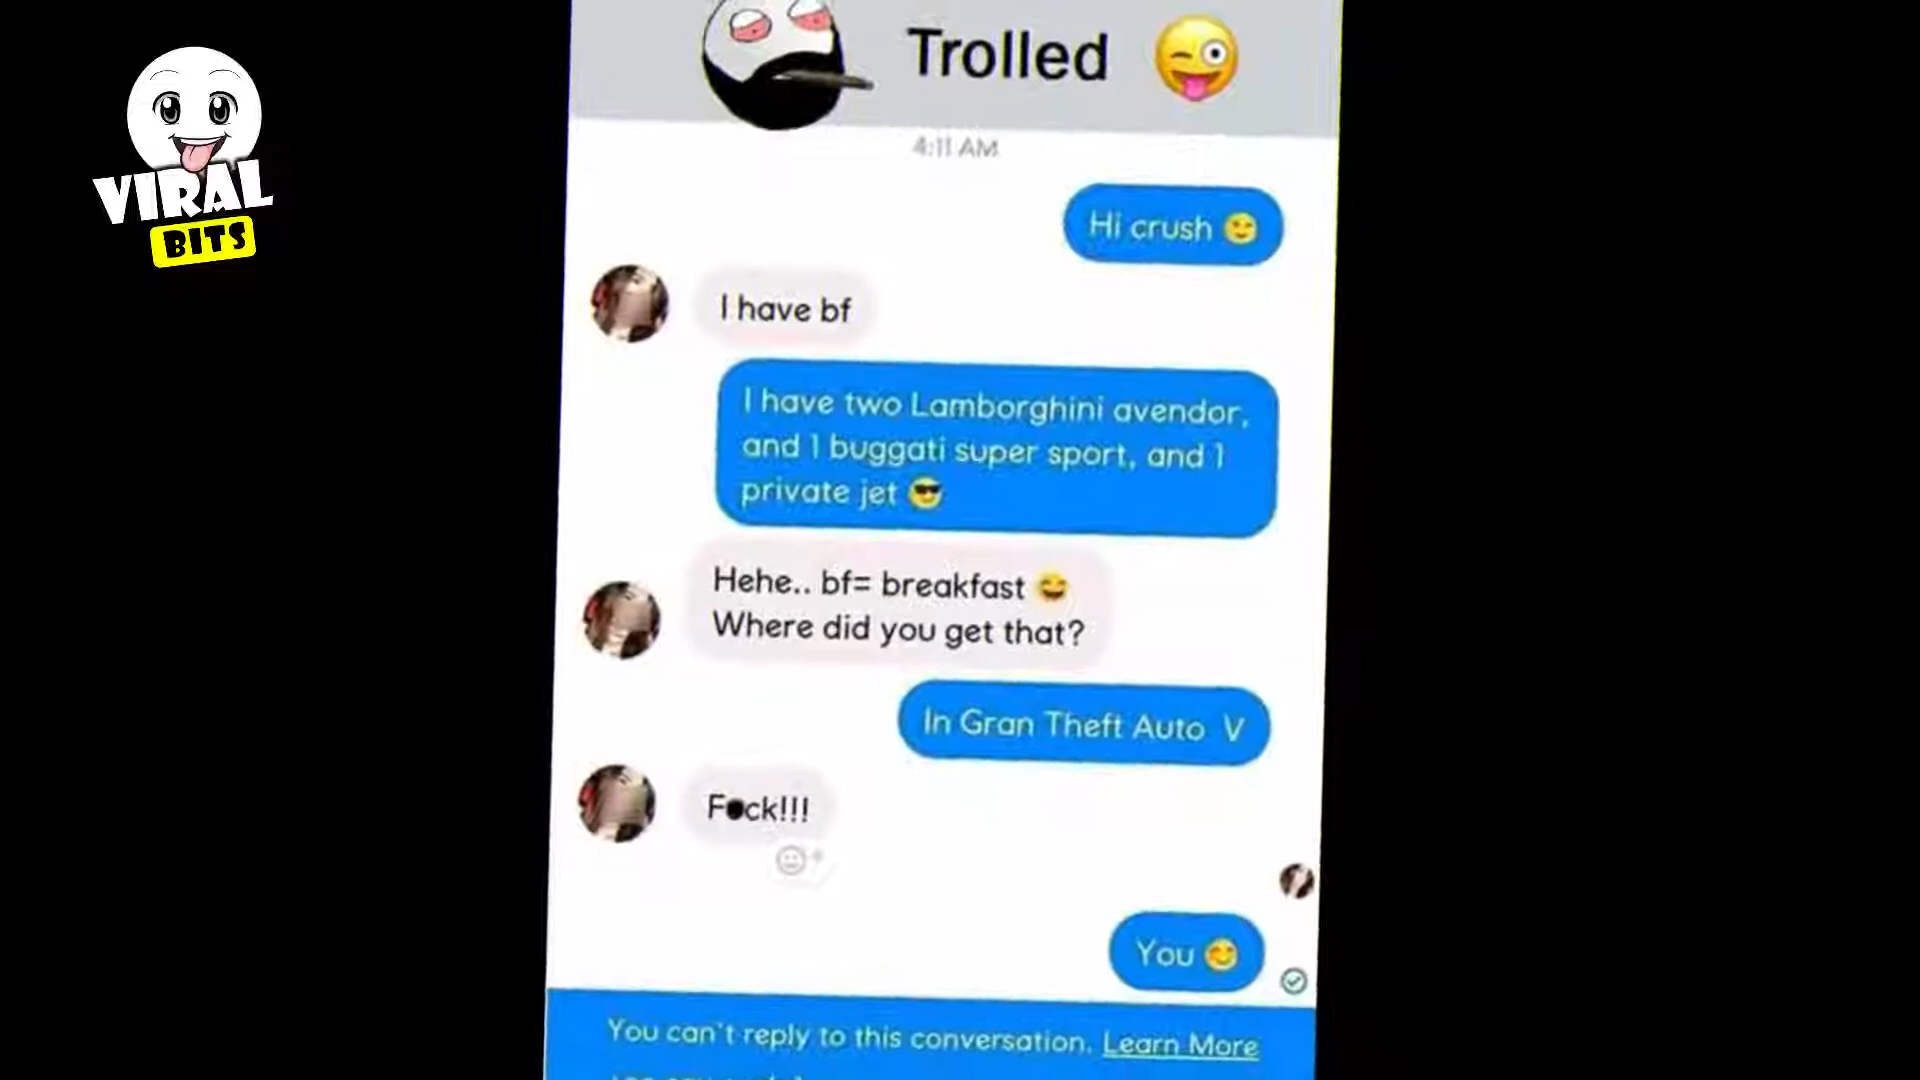 VIRAL
BITS
Trolled
4:11 AM
Hi crush 😉
I have bf
I have two Lamborghini avendor,
and 1 buggati super sport, and 1
private jet 😎
Hehe.. bf= breakfast 😄
Where did you get that?
In Gran Theft Auto V
F●ck!!!
You 😊
You can't reply to this conversation. Learn More